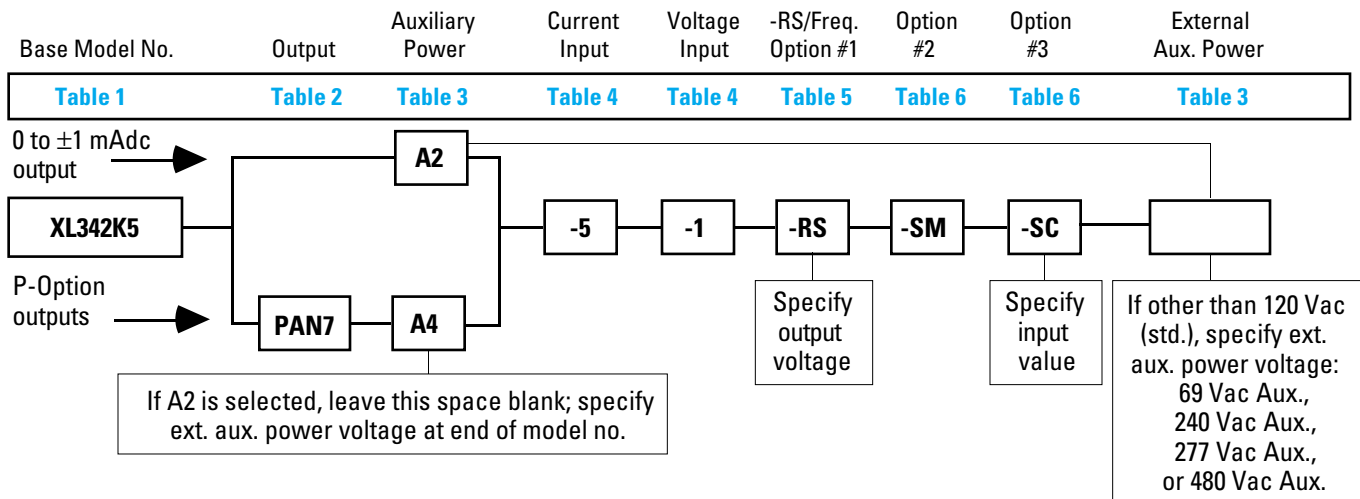 Base Model No.
Output
Auxiliary
Power
Current
Input
Voltage
Input
-RS/Freq.
Option #1
Option
#2
Option
#3
External
Aux. Power
Table 1
Table 2
Table 3
Table 4
Table 4
Table 5
Table 6
Table 6
Table 3
0 to ±1 mAdc
output
A2
XL342K5
-5
-1
-RS
-SM
-SC
P-Option
outputs
PAN7
A4
Specify
output
voltage
Specify
input
value
If other than 120 Vac
(std.), specify ext.
aux. power voltage:
69 Vac Aux.,
240 Vac Aux.,
277 Vac Aux.,
or 480 Vac Aux.
If A2 is selected, leave this space blank; specify
ext. aux. power voltage at end of model no.